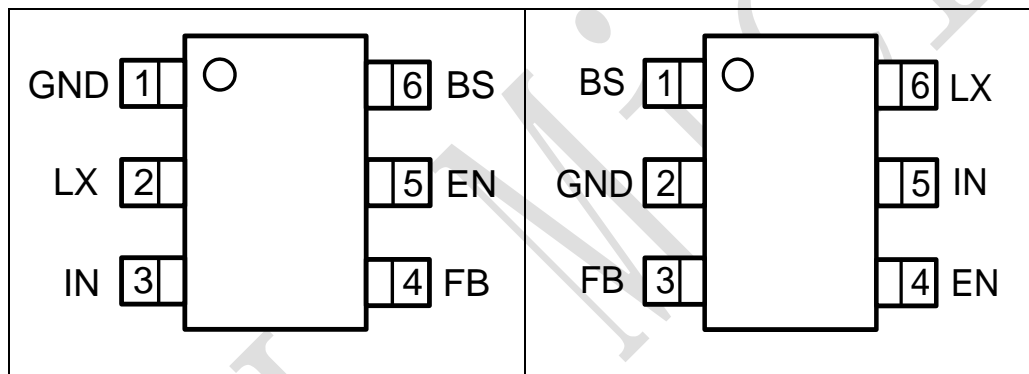 GND 1 6 BS
LX 2 5 EN
IN 3 4 FB
BS 1 6 LX
GND 2 5 IN
FB 3 4 EN